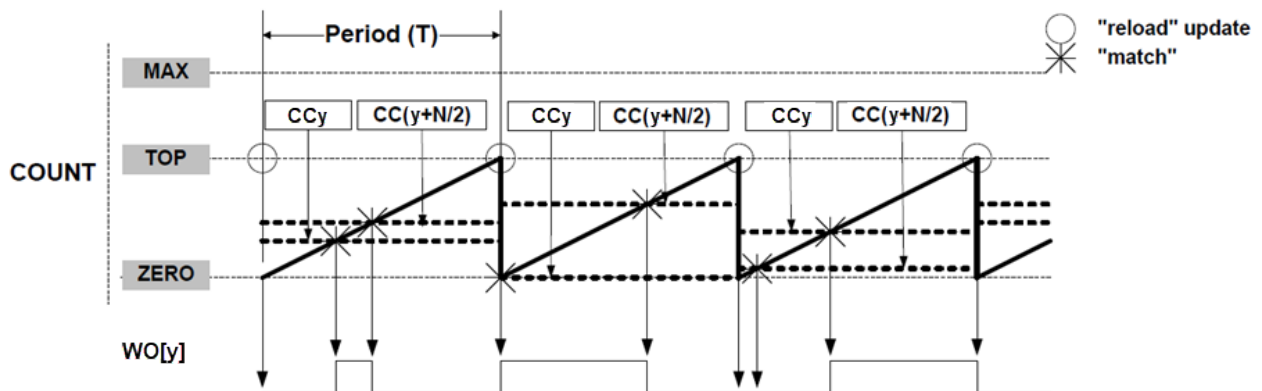 Period (T)
"reload" update
"match"
MAX
CCy
CC(y+N/2)
CCy
CC(y+N/2)
CCy
CC(y+N/2)
COUNT
TOP
ZERO
WO[y]